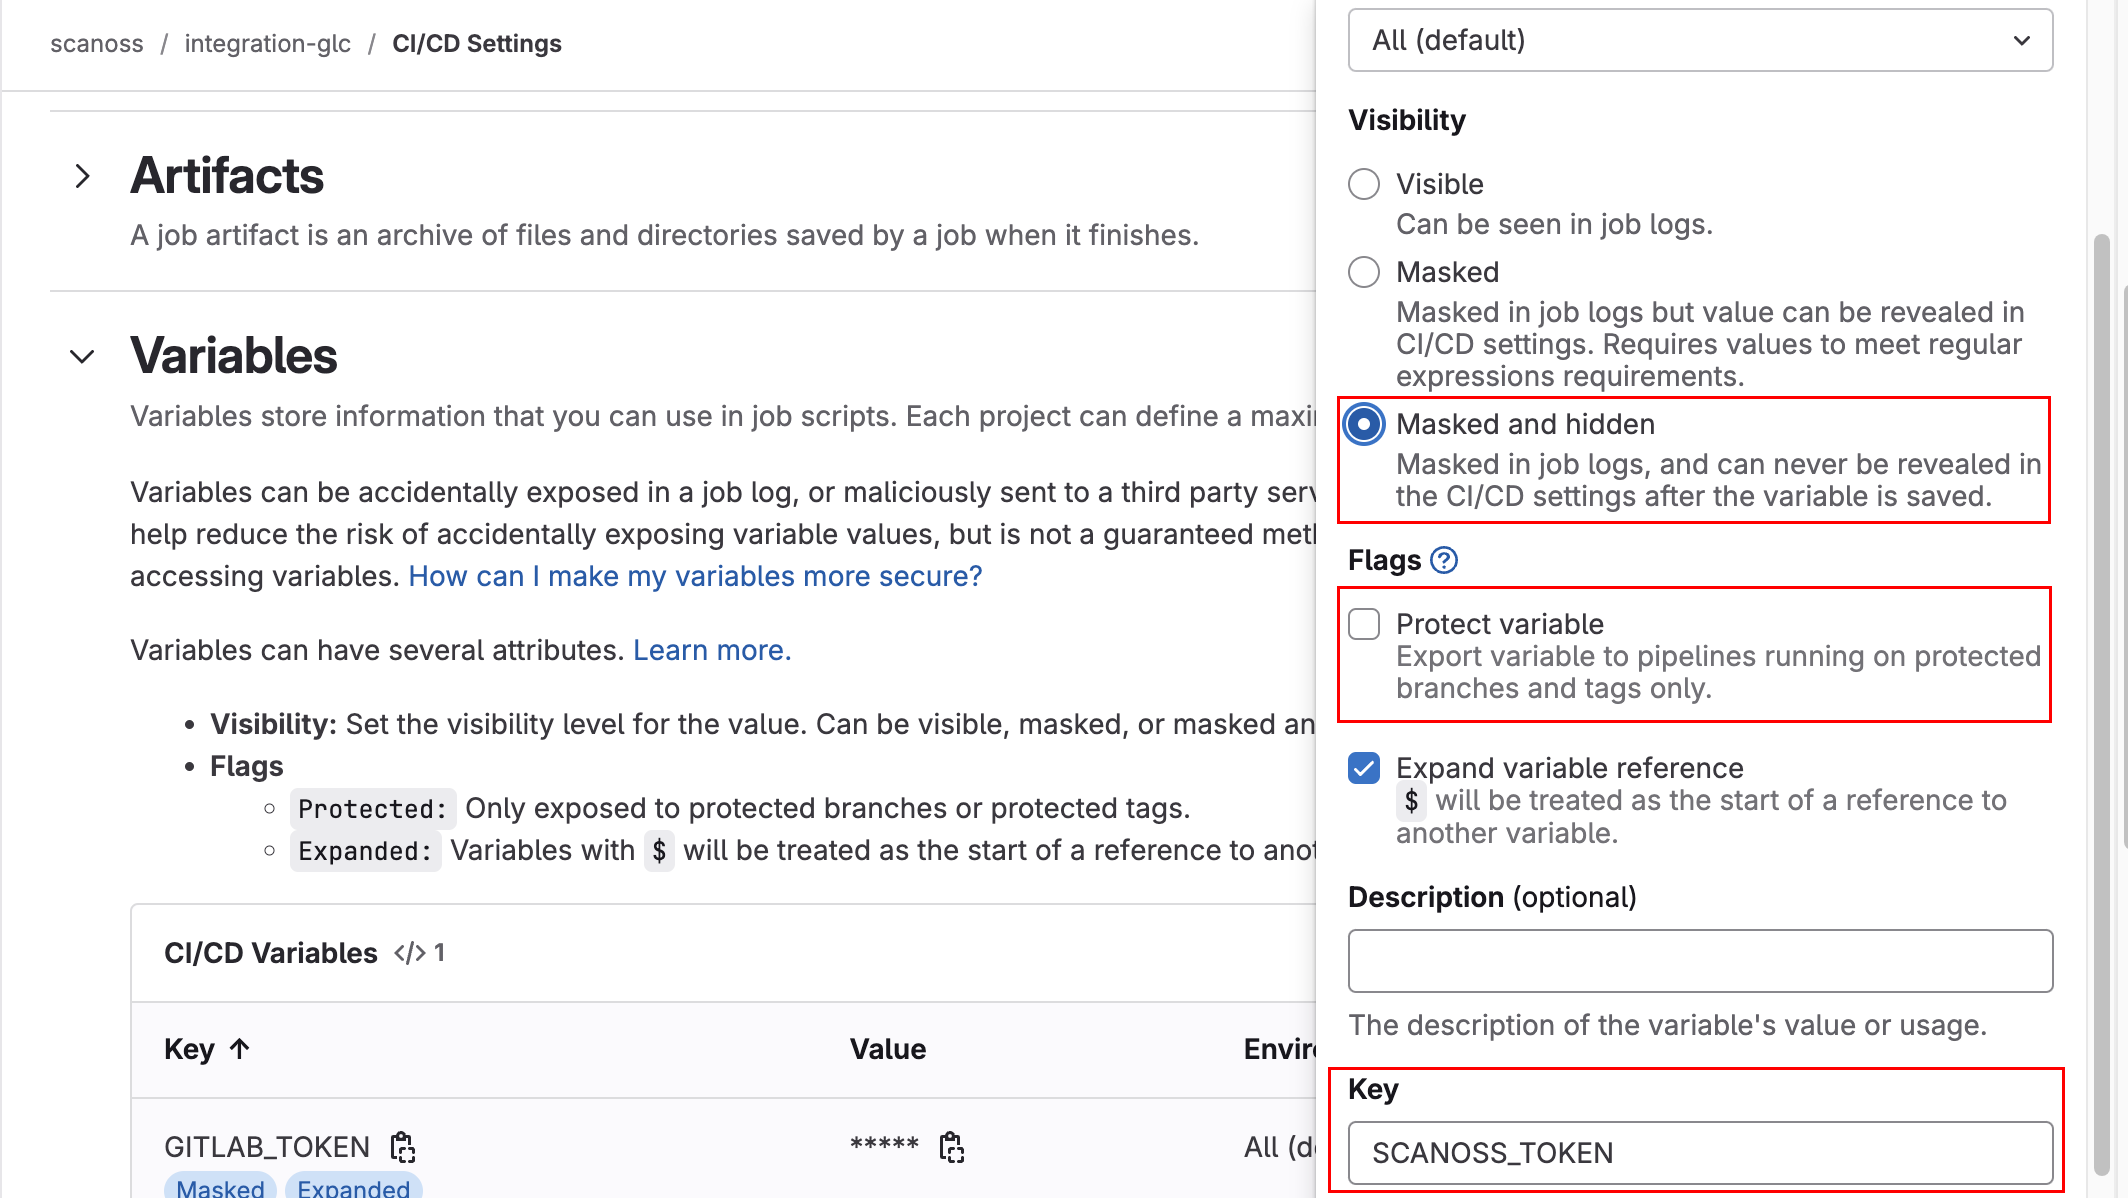 scanoss / integration-glc / CI/CD Settings
Artifacts
A job artifact is an archive of files and directories saved by a job when it finishes.
Variables
Variables store information that you can use in job scripts. Each project can define a
Variables can be accidentally exposed in a job log, or maliciously sent to a third party
help reduce the risk of accidentally exposing variable values, but is not a guaranteed
accessing variables. How can I make my variables more secure?
Variables can have several attributes. Learn more.
• Visibility: Set the visibility level for the value. Can be visible, masked, or masked
• Flags
Protected: Only exposed to protected branches or protected tags.
Expanded: Variables with $ will be treated as the start of a reference to
CI/CD Variables </> 1
Key ↑ Value
GITLAB_TOKEN ***** All
Masked Expanded
All (default)
Visibility
Visible
Can be seen in job logs.
Masked
Masked in job logs but value can be revealed in
CI/CD settings. Requires values to meet regular
expressions requirements.
Masked and hidden
Masked in job logs, and can never be revealed in
the CI/CD settings after the variable is saved.
Flags ?
Protect variable
Export variable to pipelines running on protected
branches and tags only.
Expand variable reference
$ will be treated as the start of a reference to
another variable.
Description (optional)
The description of the variable's value or usage.
Key
SCANOSS_TOKEN